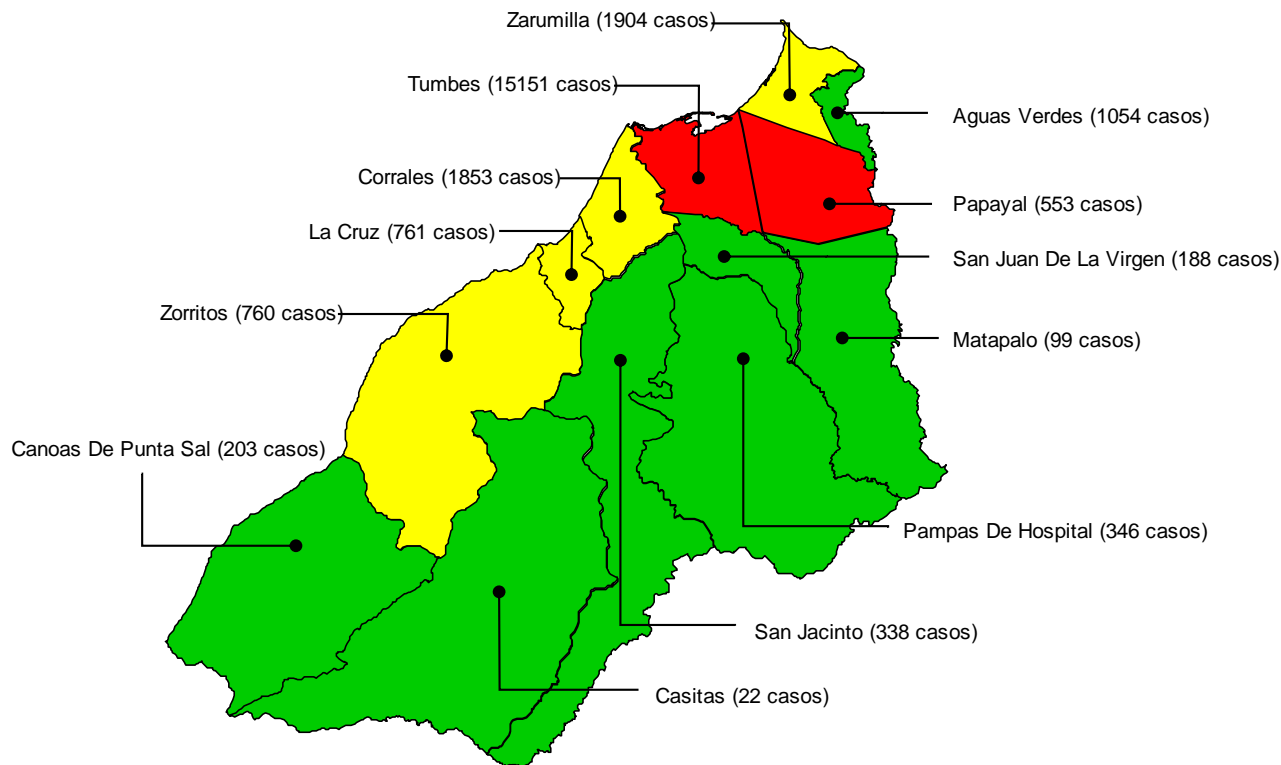 Zarumilla (1904 casos)
Tumbes (15151 casos)
Aguas Verdes (1054 casos)
Corrales (1853 casos)
Papayal (553 casos)
La Cruz (761 casos)
San Juan De La Virgen (188 casos)
Zorritos (760 casos)
Matapalo (99 casos)
Canoas De Punta Sal (203 casos)
Pampas De Hospital (346 casos)
San Jacinto (338 casos)
Casitas (22 casos)